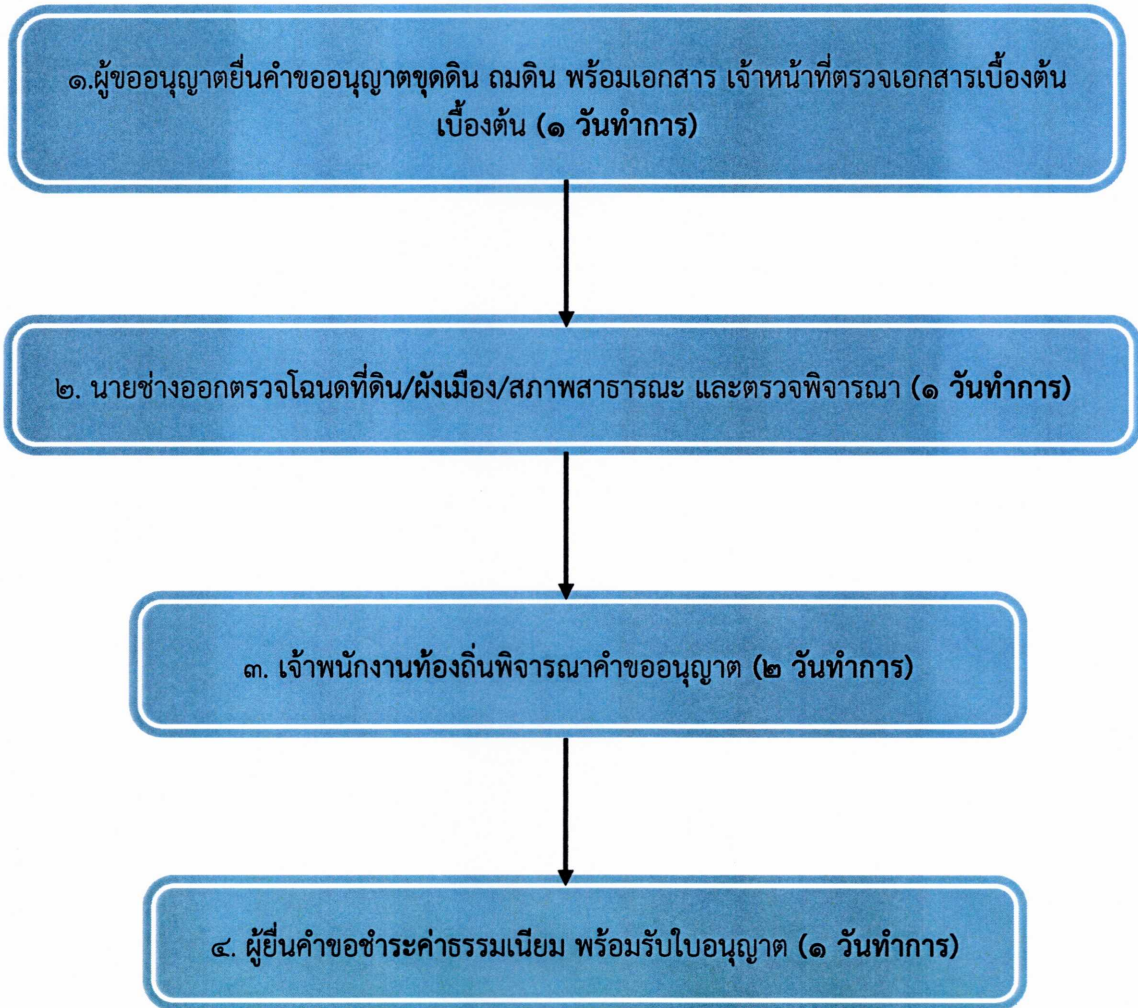 ๑.ผู้ขออนุญาตยื่นคำขออนุญาตขุดดิน ถมดิน พร้อมเอกสาร เจ้าหน้าที่ตรวจเอกสารเบื้องต้น
เบื้องต้น (๑ วันทำการ)
๒. นายช่างออกตรวจโฉนดที่ดิน/ผังเมือง/สภาพสาธารณะ และตรวจพิจารณา (๑ วันทำการ)
๓. เจ้าพนักงานท้องถิ่นพิจารณาคำขออนุญาต (๒ วันทำการ)
๔. ผู้ยื่นคำขอชำระค่าธรรมเนียม พร้อมรับใบอนุญาต (๑ วันทำการ)